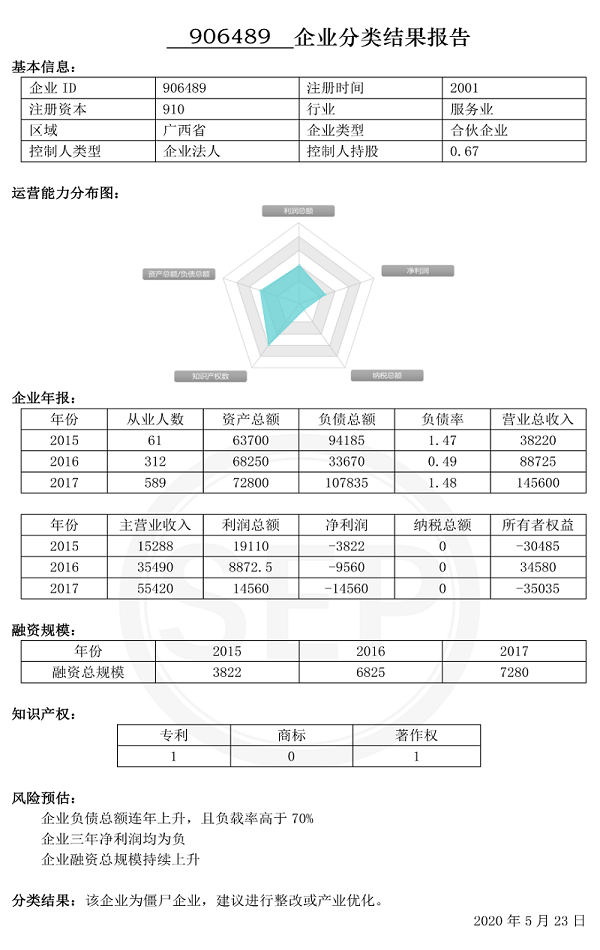 906489 企业分类结果报告
基本信息：
企业 ID 906489 注册时间 2001
注册资本 910 行业 服务业
区域 广西省 企业类型 合伙企业
控制人类型 企业法人 控制人持股 0.67
运营能力分布图：
利润总额
资产总额/负债总额 净利润
知识产权数 纳税总额
企业年报：
年份 从业人数 资产总额 负债总额 负债率 营业总收入
2015 61 63700 94185 1.47 38220
2016 312 68250 33670 0.49 88725
2017 589 72800 107835 1.48 145600
年份 主营业收入 利润总额 净利润 纳税总额 所有者权益
2015 15288 19110 -3822 0 -30485
2016 35490 8872.5 -9560 0 34580
2017 55420 14560 -14560 0 -35035
融资规模：
年份 2015 2016 2017
融资总规模 3822 6825 7280
知识产权：
专利 商标 著作权
1 0 1
风险预估：
企业负债总额连年上升，且负载率高于 70%
企业三年净利润均为负
企业融资总规模持续上升
分类结果：该企业为僵尸企业，建议进行整改或产业优化。
2020 年 5 月 23 日
SEP